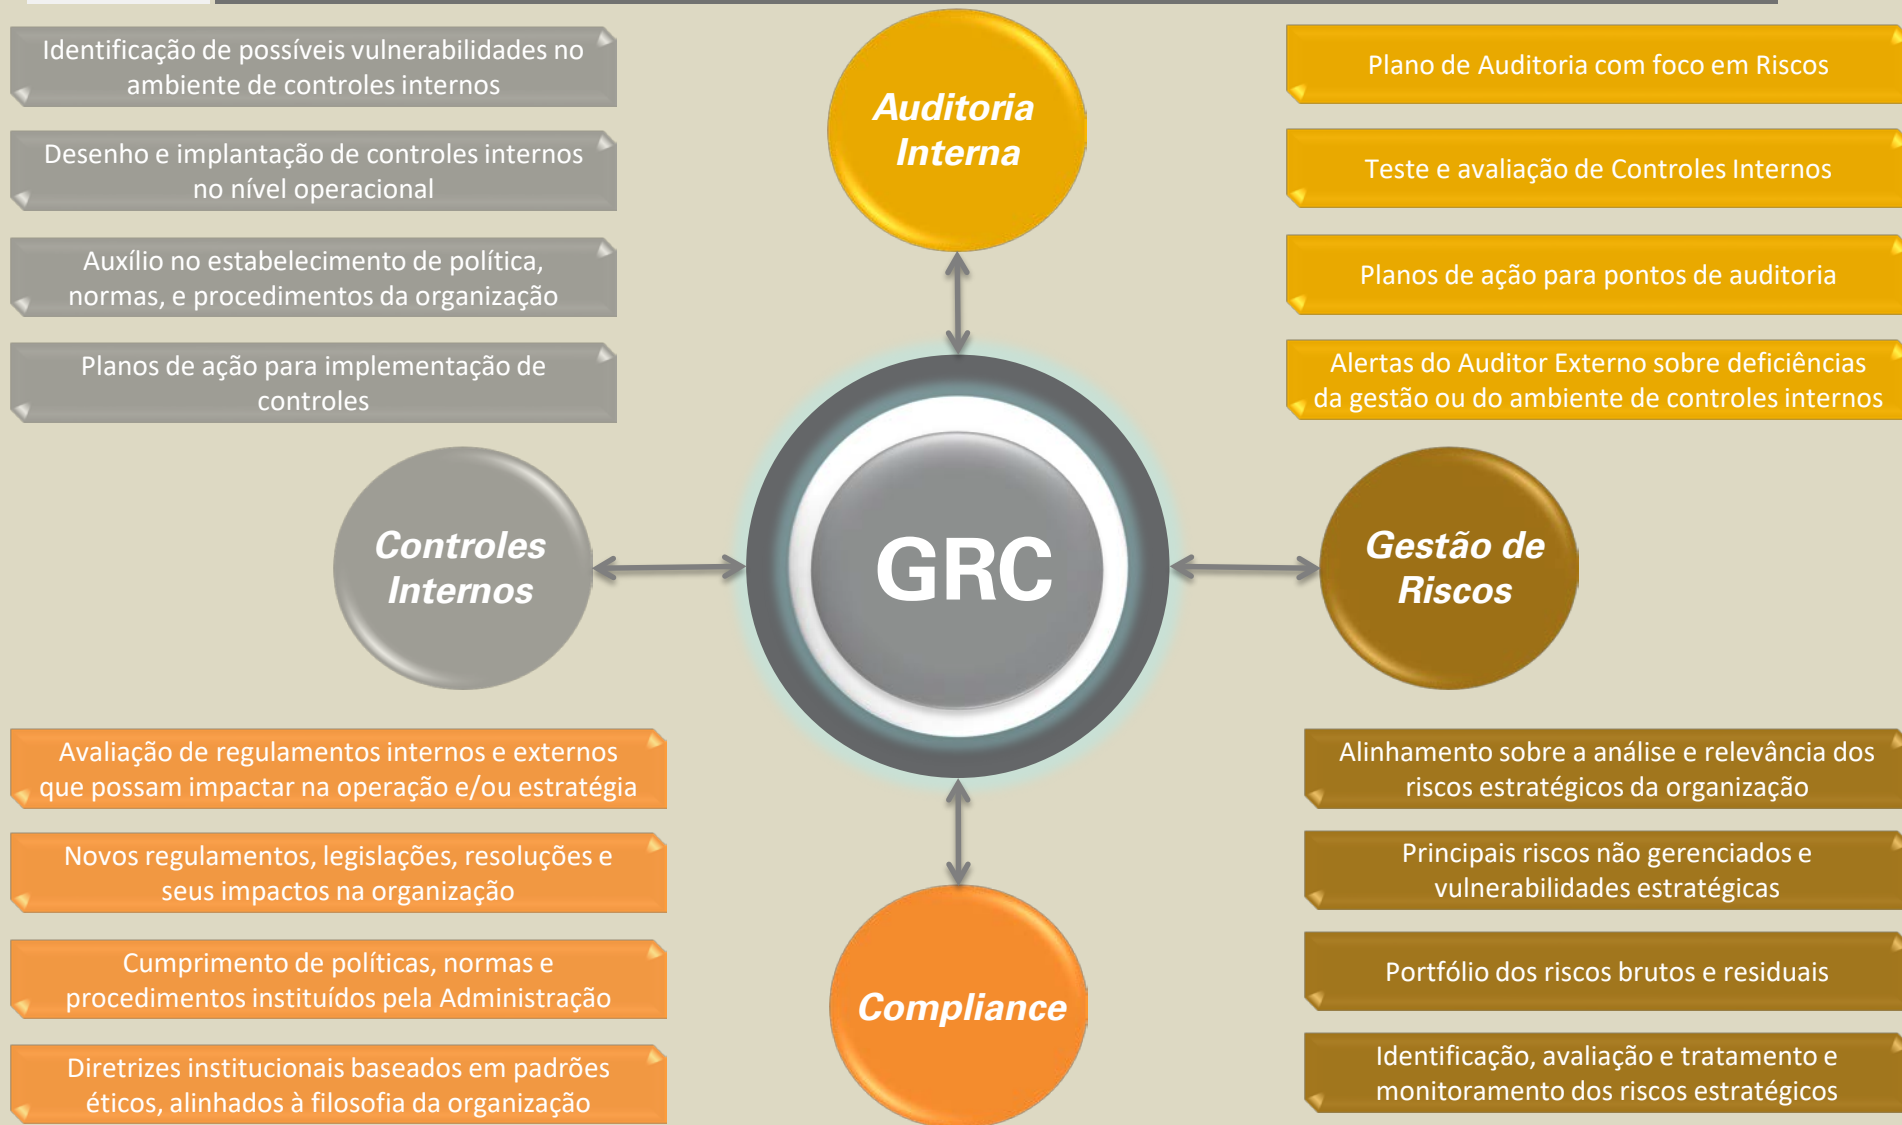 Identificação de possíveis vulnerabilidades no
ambiente de controles internos
Desenho e implantação de controles internos
no nível operacional
Auxílio no estabelecimento de política,
normas, e procedimentos da organização
Planos de ação para implementação de
controles
Auditoria
Interna
Plano de Auditoria com foco em Riscos
Teste e avaliação de Controles Internos
Planos de ação para pontos de auditoria
Alertas do Auditor Externo sobre deficiências
da gestão ou do ambiente de controles internos
Controles
Internos
GRC
Gestão de
Riscos
Avaliação de regulamentos internos e externos
que possam impactar na operação e/ou estratégia
Novos regulamentos, legislações, resoluções e
seus impactos na organização
Cumprimento de políticas, normas e
procedimentos instituídos pela Administração
Diretrizes institucionais baseados em padrões
éticos, alinhados à filosofia da organização
Compliance
Alinhamento sobre a análise e relevância dos
riscos estratégicos da organização
Principais riscos não gerenciados e
vulnerabilidades estratégicas
Portfólio dos riscos brutos e residuais
Identificação, avaliação e tratamento e
monitoramento dos riscos estratégicos